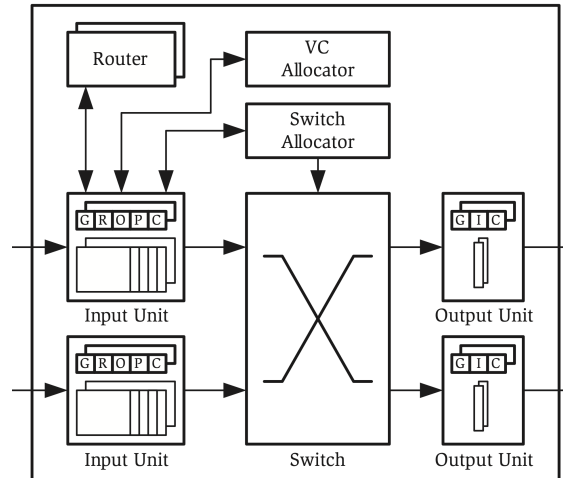 Router
VC
Allocator
Switch
Allocator
G R O P C
G I C
Input Unit
Output Unit
G R O P C
G I C
Input Unit
Switch
Output Unit